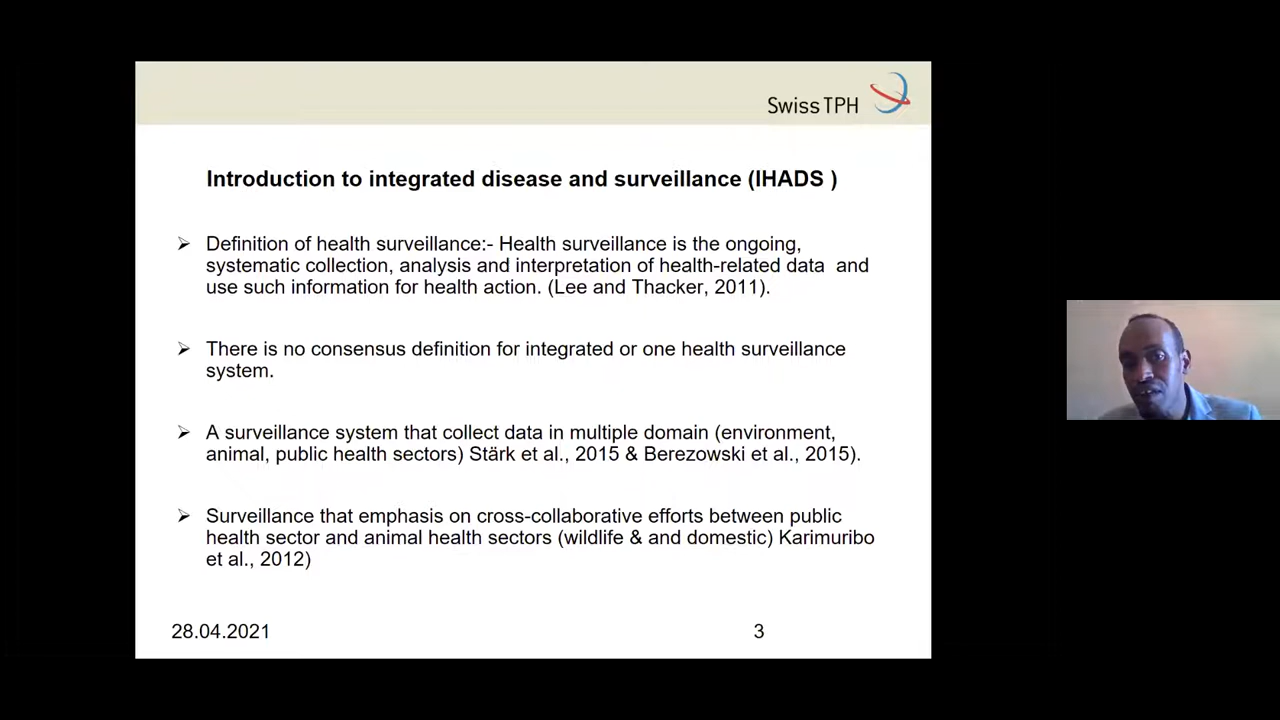 Swiss TPH
Introduction to integrated disease and surveillance (IHADS )
➢ Definition of health surveillance:- Health surveillance is the ongoing,
systematic collection, analysis and interpretation of health-related data  and
use such information for health action. (Lee and Thacker, 2011).
➢ There is no consensus definition for integrated or one health surveillance
system.
➢ A surveillance system that collect data in multiple domain (environment,
animal, public health sectors) Stärk et al., 2015 & Berezowski et al., 2015).
➢ Surveillance that emphasis on cross-collaborative efforts between public
health sector and animal health sectors (wildlife & and domestic) Karimuribo
et al., 2012)
28.04.2021
3